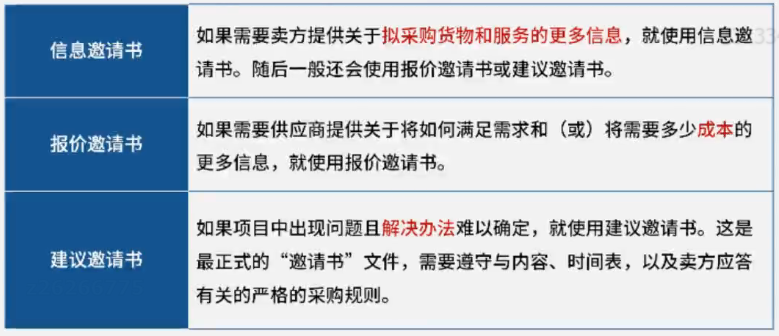 信息邀请书
如果需要卖方提供关于拟采购货物和服务的更多信息，就使用信息邀
请书。随后一般还会使用报价邀请书或建议邀请书。
报价邀请书
如果需要供应商提供关于将如何满足需求和（或）将需要多少成本的
更多信息，就使用报价邀请书。
建议邀请书
如果项目中出现问题且解决办法难以确定，就使用建议邀请书。这是
最正式的“邀请书”文件，需要遵守与内容、时间表，以及卖方应答
有关的严格的采购规则。